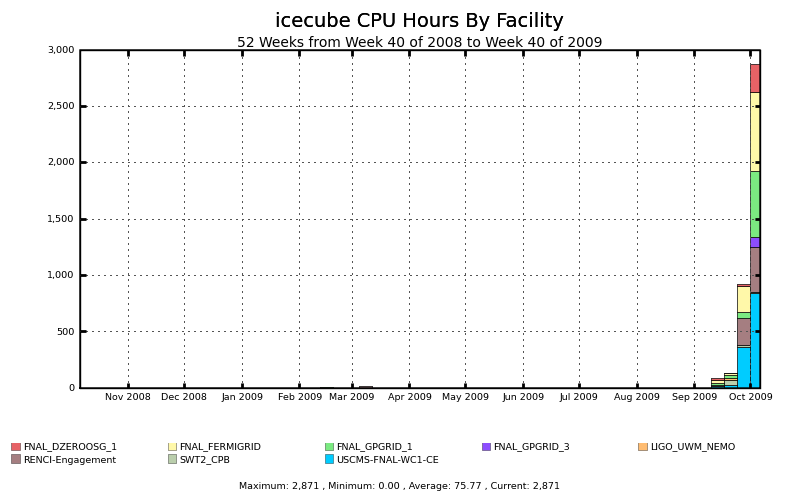 icecube CPU Hours By Facility
52 Weeks from Week 40 of 2008 to Week 40 of 2009
3,000
2,500
2,000
1,500
1,000
500
0
Nov 2008 Dec 2008 Jan 2009 Feb 2009 Mar 2009 Apr 2009 May 2009 Jun 2009 Jul 2009 Aug 2009 Sep 2009 Oct 2009
FNAL_DZEROOSG_1 FNAL_FERMIGRID FNAL_GPGRID_1 FNAL_GPGRID_3 LIGO_UWM_NEMO
RENCI-Engagement SWT2_CPB USCMS-FNAL-WC1-CE
Maximum: 2,871 , Minimum: 0.00 , Average: 75.77 , Current: 2,871